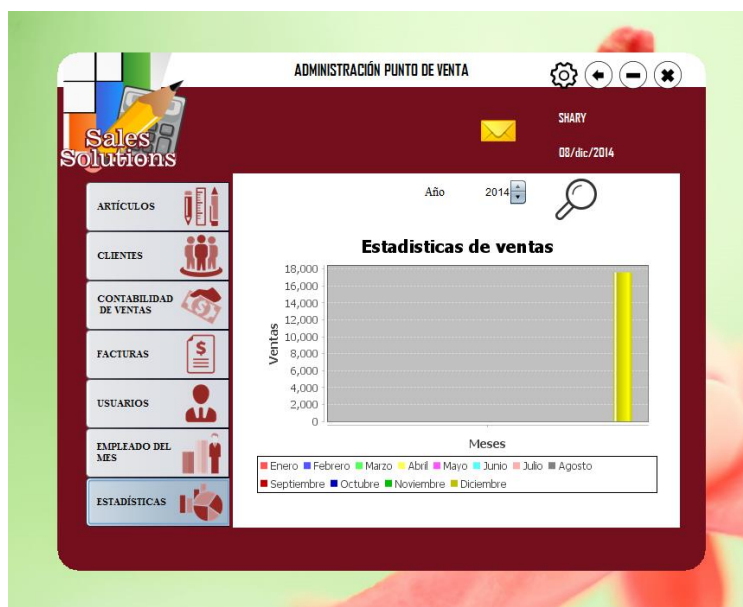 ADMINISTRACIÓN PUNTO DE VENTA
Sales
Solutions
SHARY
08/dic/2014
ARTÍCULOS
CLIENTES
CONTABILIDAD
DE VENTAS
FACTURAS
USUARIOS
EMPLEADO DEL
MES
ESTADÍSTICAS
Año 2014
Estadisticas de ventas
18,000
16,000
14,000
12,000
10,000
8,000
6,000
4,000
2,000
0
Ventas
Meses
Enero Febrero Marzo Abril Mayo Junio Julio Agosto
Septiembre Octubre Noviembre Diciembre